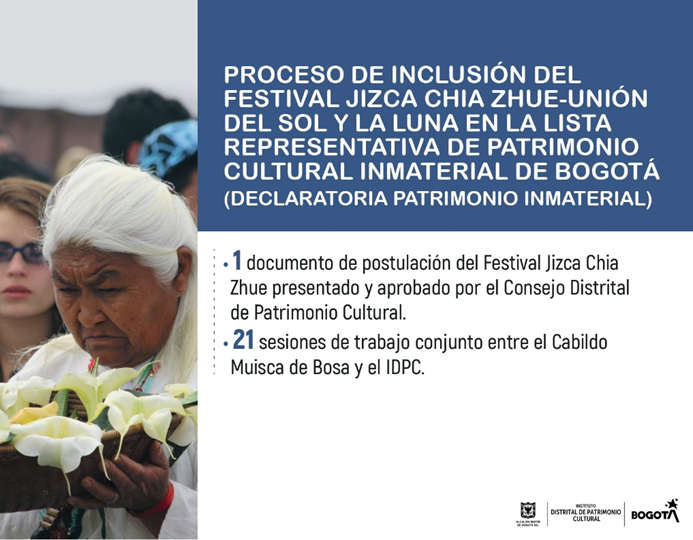 PROCESO DE INCLUSIÓN DEL
FESTIVAL JIZCA CHIA ZHUE-UNIÓN
DEL SOL Y LA LUNA EN LA LISTA
REPRESENTATIVA DE PATRIMONIO
CULTURAL INMATERIAL DE BOGOTÁ
(DECLARATORIA PATRIMONIO INMATERIAL)
• 1 documento de postulación del Festival Jizca Chia
Zhue presentado y aprobado por el Consejo Distrital
de Patrimonio Cultural.
• 21 sesiones de trabajo conjunto entre el Cabildo
Muisca de Bosa y el IDPC.
ALCALDÍA MAYOR
DE BOGOTÁ D.C.
INSTITUTO
DISTRITAL DE PATRIMONIO
CULTURAL
BOGOTÁ